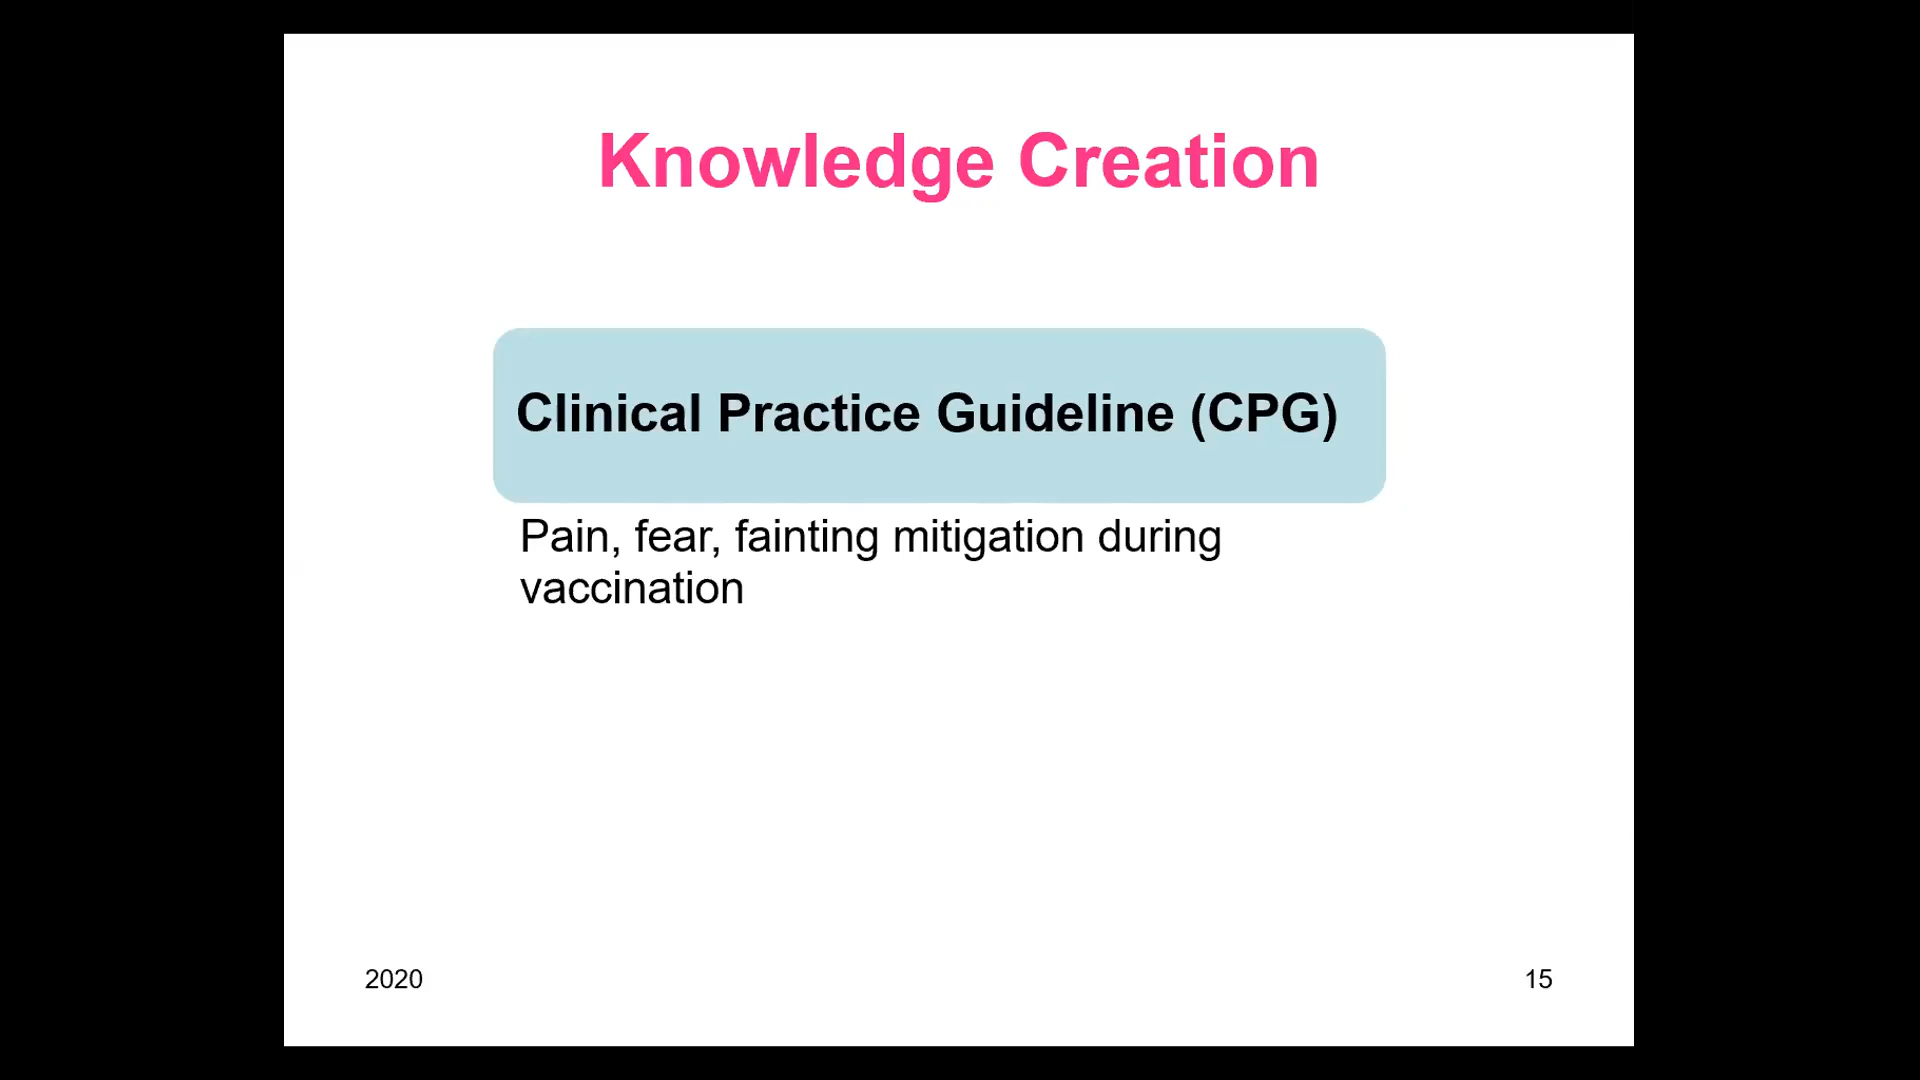 Knowledge Creation
Clinical Practice Guideline (CPG)
Pain, fear, fainting mitigation during
vaccination
2020
15